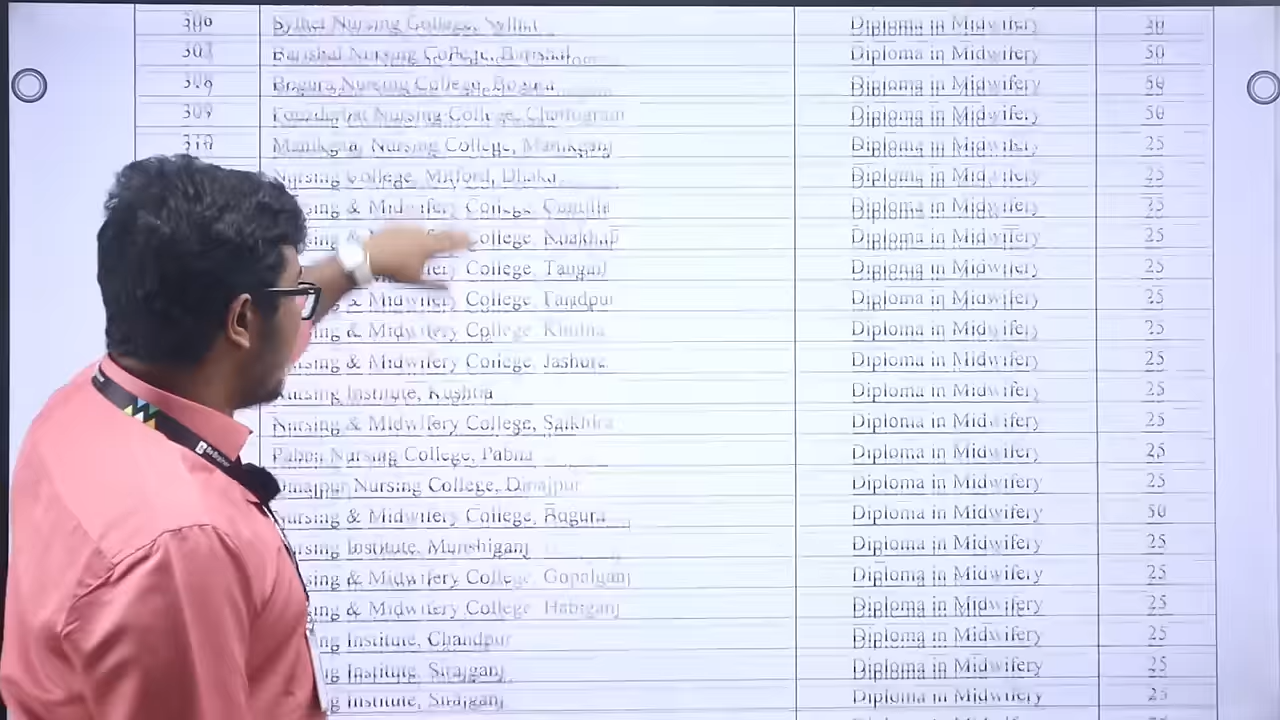 Sylhet Nursing College, Sylhet Diploma in Midwifery
307 Barishal Nursing College, Barishal Diploma in Midwifery 50
Bogura Nursing College, Bogura Diploma in Midwifery 50
309 Nursing College, Chattogram Diploma in Midwifery 50
310 Manikganj Nursing College, Manikganj Diploma in Midwifery 25
Nursing College, Mitford, Dhaka Diploma in Midwifery 25
ing & Midwifery College, Cumilla Diploma in Midwifery 25
ing College, Noakhali Diploma in Midwifery 25
College, Tangail Diploma in Midwifery 25
& Midwifery College, Faridpur Diploma in Midwifery 25
ing & Midwifery College, Khulna Diploma in Midwifery 25
sing & Midwifery College, Jashore Diploma in Midwifery 25
Nursing Institute, Kushtia Diploma in Midwifery 25
Nursing & Midwifery College, Satkhira Diploma in Midwifery 25
Pabna Nursing College, Pabna Diploma in Midwifery 25
Dinajpur Nursing College, Dinajpur Diploma in Midwifery 25
Nursing & Midwifery College, Bogura Diploma in Midwifery 50
ursing Institute, Munshiganj Diploma in Midwifery 25
sing & Midwifery College, Gopalganj Diploma in Midwifery 25
ing & Midwifery College, Habiganj Diploma in Midwifery 25
ng Institute, Chandpur Diploma in Midwifery 25
g Institute, Sirajganj Diploma in Midwifery 25
g Institute, Sirajganj Diploma in Midwifery 25